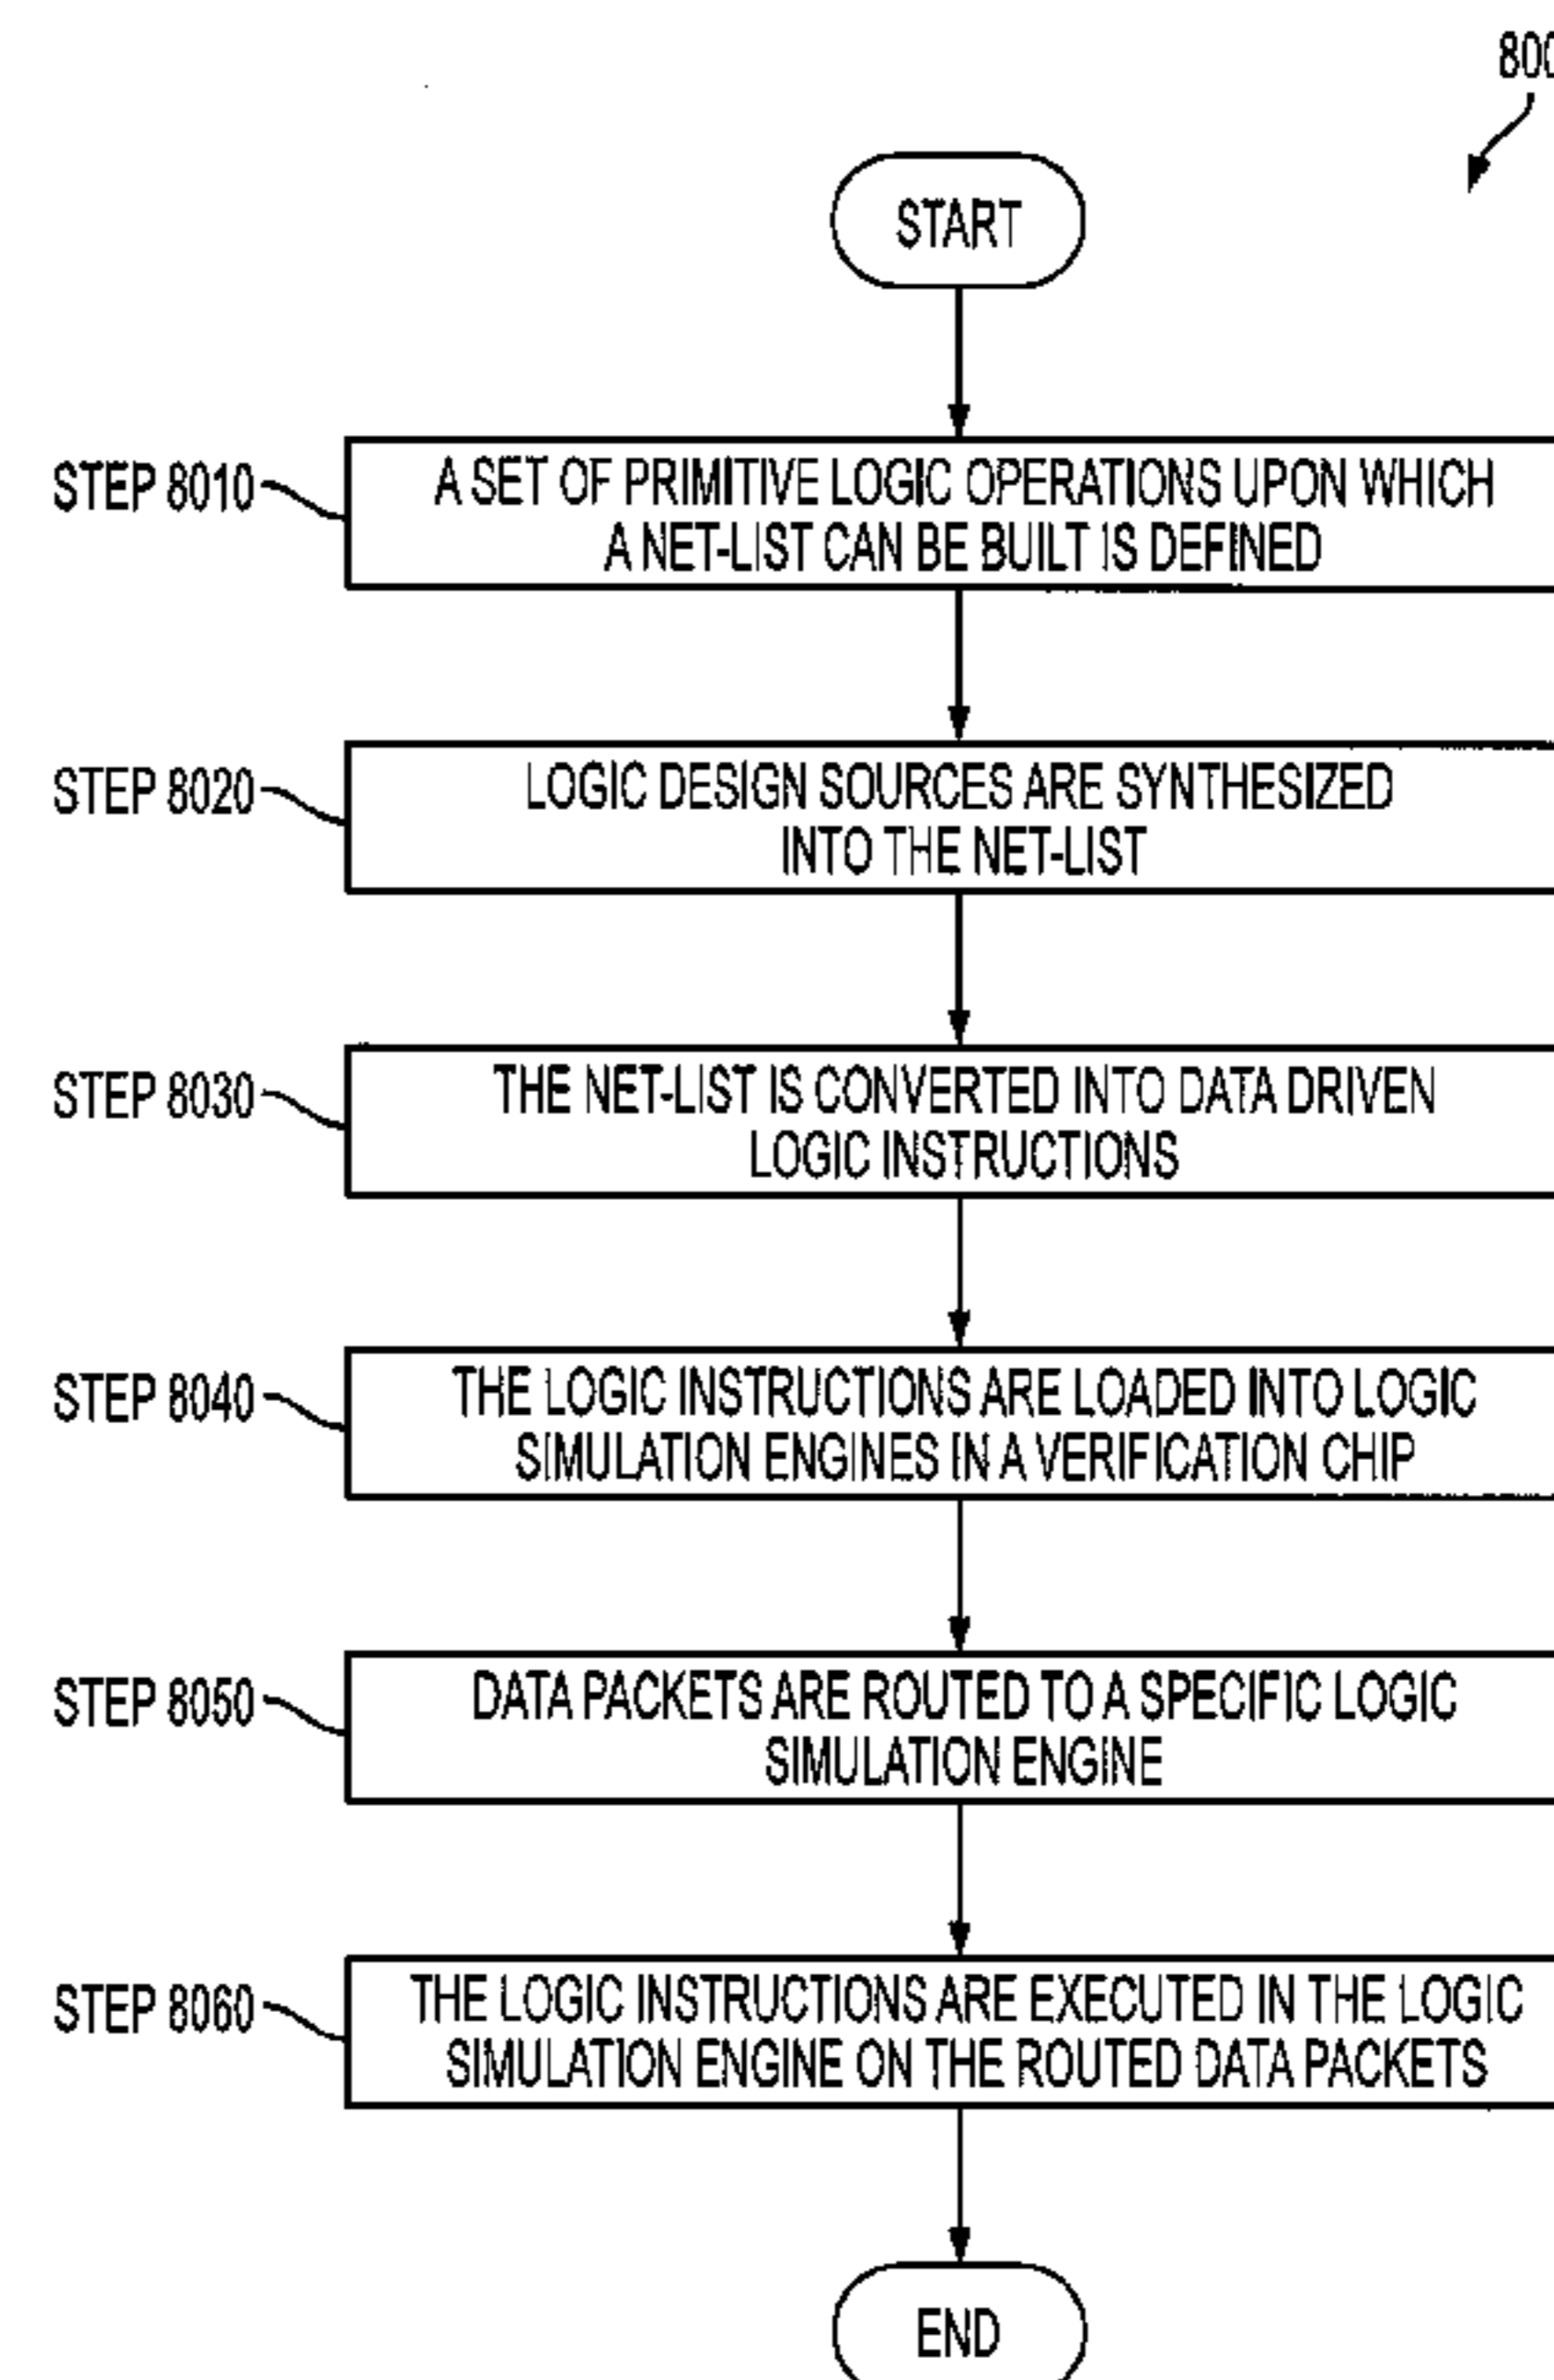 800
START
STEP 8010
A SET OF PRIMITIVE LOGIC OPERATIONS UPON WHICH
A NET-LIST CAN BE BUILT IS DEFINED
STEP 8020
LOGIC DESIGN SOURCES ARE SYNTHESIZED
INTO THE NET-LIST
STEP 8030
THE NET-LIST IS CONVERTED INTO DATA DRIVEN
LOGIC INSTRUCTIONS
STEP 8040
THE LOGIC INSTRUCTIONS ARE LOADED INTO LOGIC
SIMULATION ENGINES IN A VERIFICATION CHIP
STEP 8050
DATA PACKETS ARE ROUTED TO A SPECIFIC LOGIC
SIMULATION ENGINE
STEP 8060
THE LOGIC INSTRUCTIONS ARE EXECUTED IN THE LOGIC
SIMULATION ENGINE ON THE ROUTED DATA PACKETS
END